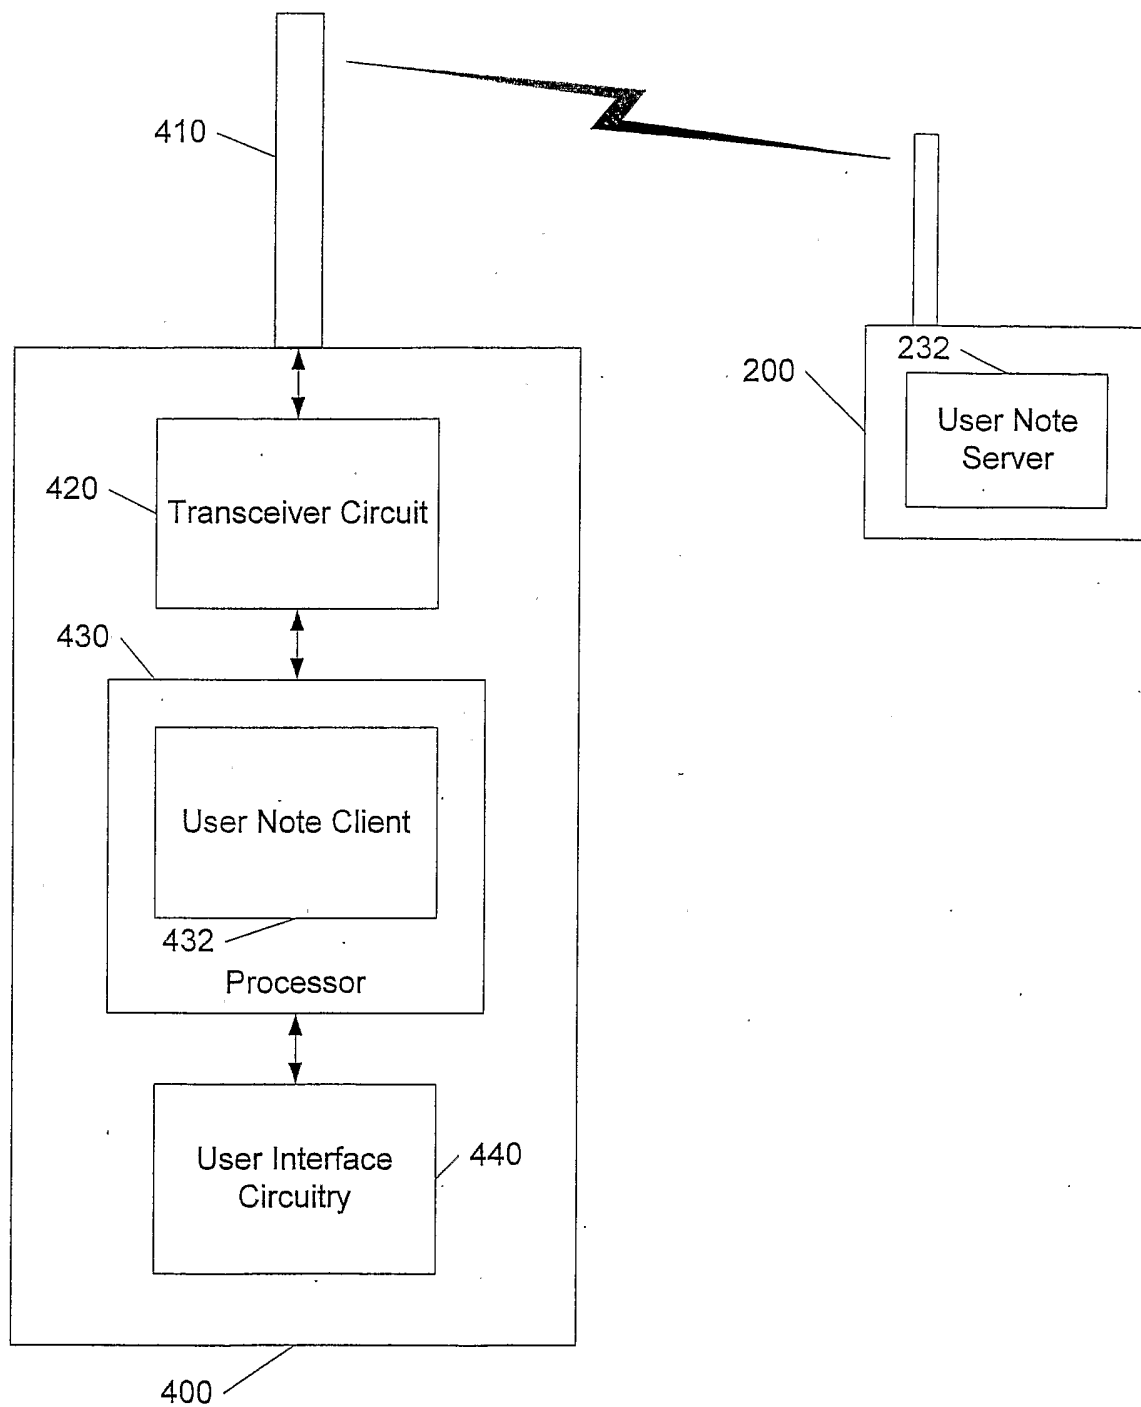 410
232
200
User Note
Server
420
Transceiver Circuit
430
User Note Client
432
Processor
User Interface
Circuitry
440
400